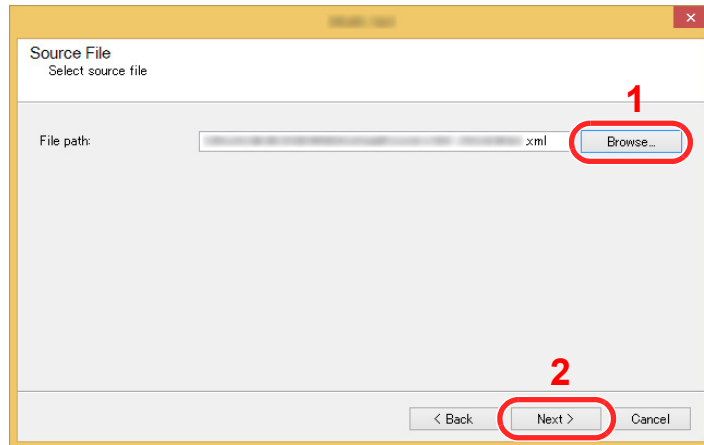 Source File
Select source file
1
File path:
.xml
Browse...
2
< Back
Next >
Cancel